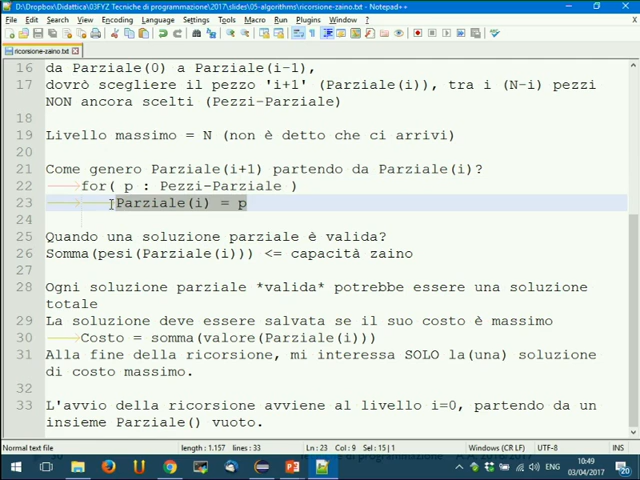 D:\Dropbox\Didattica\03FYZ Tecniche di programmazione\2017\slides\05-algorithms\ricorsione-zaino.txt - Notepad++
File Edit Search View Encoding Language Settings Tools Macro Run Plugins Window ?
ricorsione-zaino.txt
16 da Parziale(0) a Parziale(i-1),
17 dovrò scegliere il pezzo 'i+1' (Parziale(i)), tra i (N-i) pezzi
NON ancora scelti (Pezzi-Parziale)
18
19 Livello massimo = N (non è detto che ci arrivi)
20
21 Come genero Parziale(i+1) partendo da Parziale(i)?
22 for( p : Pezzi-Parziale )
23 Parziale(i) = p
24
25 Quando una soluzione parziale è valida?
26 Somma(pesi(Parziale(i))) <= capacità zaino
27
28 Ogni soluzione parziale *valida* potrebbe essere una soluzione
totale
29 La soluzione deve essere salvata se il suo costo è massimo
30 Costo = somma(valore(Parziale(i)))
31 Alla fine della ricorsione, mi interessa SOLO la(una) soluzione
di costo massimo.
32
33 L'avvio della ricorsione avviene al livello i=0, partendo da un
insieme Parziale() vuoto.
Normal text file length : 1.157 lines : 33 Ln : 23 Col : 9 Sel : 15 | 1 Windows (CR LF) UTF-8 INS
10:49
03/04/2017
20